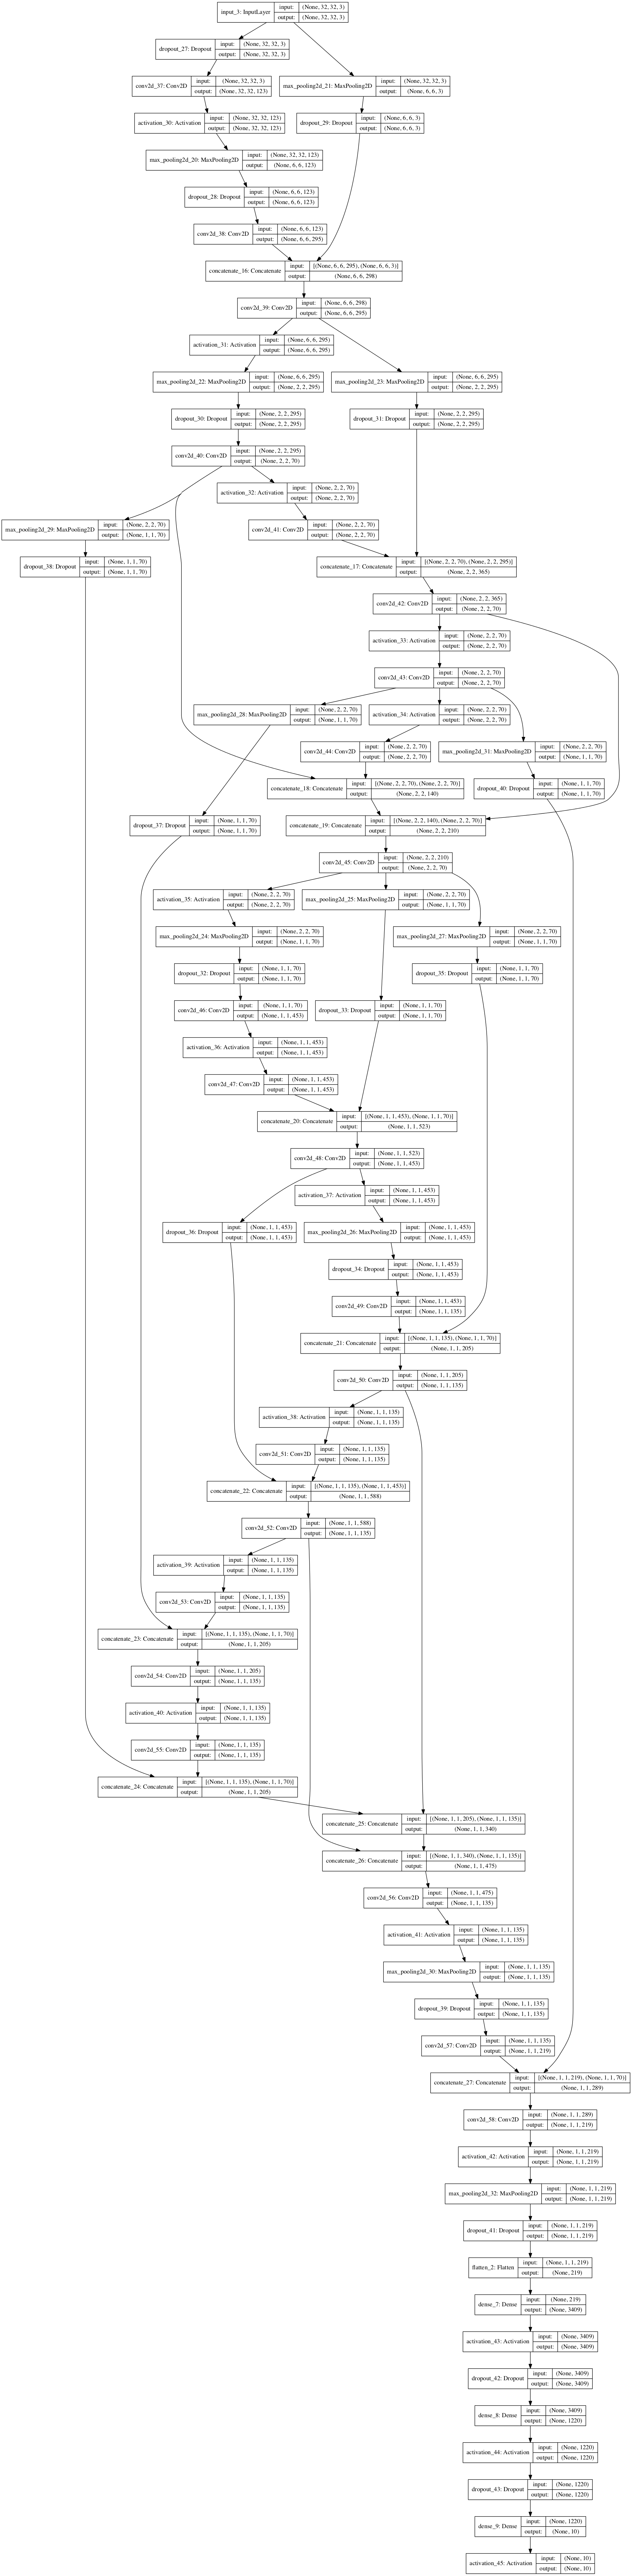 input_3: InputLayer input: (None, 32, 32, 3)
output: (None, 32, 32, 3)
dropout_27: Dropout input: (None, 32, 32, 3)
output: (None, 32, 32, 3)
conv2d_37: Conv2D input: (None, 32, 32, 3)
output: (None, 32, 32, 123)
max_pooling2d_21: MaxPooling2D input: (None, 32, 32, 3)
output: (None, 6, 6, 3)
activation_30: Activation input: (None, 32, 32, 123)
output: (None, 32, 32, 123)
dropout_29: Dropout input: (None, 6, 6, 3)
output: (None, 6, 6, 3)
max_pooling2d_20: MaxPooling2D input: (None, 32, 32, 123)
output: (None, 6, 6, 123)
dropout_28: Dropout input: (None, 6, 6, 123)
output: (None, 6, 6, 123)
conv2d_38: Conv2D input: (None, 6, 6, 123)
output: (None, 6, 6, 295)
concatenate_16: Concatenate input: [(None, 6, 6, 295), (None, 6, 6, 3)]
output: (None, 6, 6, 298)
conv2d_39: Conv2D input: (None, 6, 6, 298)
output: (None, 6, 6, 295)
activation_31: Activation input: (None, 6, 6, 295)
output: (None, 6, 6, 295)
max_pooling2d_22: MaxPooling2D input: (None, 6, 6, 295)
output: (None, 2, 2, 295)
max_pooling2d_23: MaxPooling2D input: (None, 6, 6, 295)
output: (None, 2, 2, 295)
dropout_30: Dropout input: (None, 2, 2, 295)
output: (None, 2, 2, 295)
dropout_31: Dropout input: (None, 2, 2, 295)
output: (None, 2, 2, 295)
conv2d_40: Conv2D input: (None, 2, 2, 295)
output: (None, 2, 2, 70)
activation_32: Activation input: (None, 2, 2, 70)
output: (None, 2, 2, 70)
max_pooling2d_29: MaxPooling2D input: (None, 2, 2, 70)
output: (None, 1, 1, 70)
conv2d_41: Conv2D input: (None, 2, 2, 70)
output: (None, 2, 2, 70)
dropout_38: Dropout input: (None, 1, 1, 70)
output: (None, 1, 1, 70)
concatenate_17: Concatenate input: [(None, 2, 2, 70), (None, 2, 2, 295)]
output: (None, 2, 2, 365)
conv2d_42: Conv2D input: (None, 2, 2, 365)
output: (None, 2, 2, 70)
activation_33: Activation input: (None, 2, 2, 70)
output: (None, 2, 2, 70)
conv2d_43: Conv2D input: (None, 2, 2, 70)
output: (None, 2, 2, 70)
max_pooling2d_28: MaxPooling2D input: (None, 2, 2, 70)
output: (None, 1, 1, 70)
activation_34: Activation input: (None, 2, 2, 70)
output: (None, 2, 2, 70)
conv2d_44: Conv2D input: (None, 2, 2, 70)
output: (None, 2, 2, 70)
max_pooling2d_31: MaxPooling2D input: (None, 2, 2, 70)
output: (None, 1, 1, 70)
concatenate_18: Concatenate input: [(None, 2, 2, 70), (None, 2, 2, 70)]
output: (None, 2, 2, 140)
dropout_40: Dropout input: (None, 1, 1, 70)
output: (None, 1, 1, 70)
dropout_37: Dropout input: (None, 1, 1, 70)
output: (None, 1, 1, 70)
concatenate_19: Concatenate input: [(None, 2, 2, 140), (None, 2, 2, 70)]
output: (None, 2, 2, 210)
conv2d_45: Conv2D input: (None, 2, 2, 210)
output: (None, 2, 2, 70)
activation_35: Activation input: (None, 2, 2, 70)
output: (None, 2, 2, 70)
max_pooling2d_25: MaxPooling2D input: (None, 2, 2, 70)
output: (None, 1, 1, 70)
max_pooling2d_24: MaxPooling2D input: (None, 2, 2, 70)
output: (None, 1, 1, 70)
max_pooling2d_27: MaxPooling2D input: (None, 2, 2, 70)
output: (None, 1, 1, 70)
dropout_32: Dropout input: (None, 1, 1, 70)
output: (None, 1, 1, 70)
dropout_35: Dropout input: (None, 1, 1, 70)
output: (None, 1, 1, 70)
conv2d_46: Conv2D input: (None, 1, 1, 70)
output: (None, 1, 1, 453)
dropout_33: Dropout input: (None, 1, 1, 70)
output: (None, 1, 1, 70)
activation_36: Activation input: (None, 1, 1, 453)
output: (None, 1, 1, 453)
conv2d_47: Conv2D input: (None, 1, 1, 453)
output: (None, 1, 1, 453)
concatenate_20: Concatenate input: [(None, 1, 1, 453), (None, 1, 1, 70)]
output: (None, 1, 1, 523)
conv2d_48: Conv2D input: (None, 1, 1, 523)
output: (None, 1, 1, 453)
activation_37: Activation input: (None, 1, 1, 453)
output: (None, 1, 1, 453)
dropout_36: Dropout input: (None, 1, 1, 453)
output: (None, 1, 1, 453)
max_pooling2d_26: MaxPooling2D input: (None, 1, 1, 453)
output: (None, 1, 1, 453)
dropout_34: Dropout input: (None, 1, 1, 453)
output: (None, 1, 1, 453)
conv2d_49: Conv2D input: (None, 1, 1, 453)
output: (None, 1, 1, 135)
concatenate_21: Concatenate input: [(None, 1, 1, 135), (None, 1, 1, 70)]
output: (None, 1, 1, 205)
conv2d_50: Conv2D input: (None, 1, 1, 205)
output: (None, 1, 1, 135)
activation_38: Activation input: (None, 1, 1, 135)
output: (None, 1, 1, 135)
conv2d_51: Conv2D input: (None, 1, 1, 135)
output: (None, 1, 1, 135)
concatenate_22: Concatenate input: [(None, 1, 1, 135), (None, 1, 1, 453)]
output: (None, 1, 1, 588)
conv2d_52: Conv2D input: (None, 1, 1, 588)
output: (None, 1, 1, 135)
activation_39: Activation input: (None, 1, 1, 135)
output: (None, 1, 1, 135)
conv2d_53: Conv2D input: (None, 1, 1, 135)
output: (None, 1, 1, 135)
concatenate_23: Concatenate input: [(None, 1, 1, 135), (None, 1, 1, 70)]
output: (None, 1, 1, 205)
conv2d_54: Conv2D input: (None, 1, 1, 205)
output: (None, 1, 1, 135)
activation_40: Activation input: (None, 1, 1, 135)
output: (None, 1, 1, 135)
conv2d_55: Conv2D input: (None, 1, 1, 135)
output: (None, 1, 1, 135)
concatenate_24: Concatenate input: [(None, 1, 1, 135), (None, 1, 1, 70)]
output: (None, 1, 1, 205)
concatenate_25: Concatenate input: [(None, 1, 1, 205), (None, 1, 1, 135)]
output: (None, 1, 1, 340)
concatenate_26: Concatenate input: [(None, 1, 1, 340), (None, 1, 1, 135)]
output: (None, 1, 1, 475)
conv2d_56: Conv2D input: (None, 1, 1, 475)
output: (None, 1, 1, 135)
activation_41: Activation input: (None, 1, 1, 135)
output: (None, 1, 1, 135)
max_pooling2d_30: MaxPooling2D input: (None, 1, 1, 135)
output: (None, 1, 1, 135)
dropout_39: Dropout input: (None, 1, 1, 135)
output: (None, 1, 1, 135)
conv2d_57: Conv2D input: (None, 1, 1, 135)
output: (None, 1, 1, 219)
concatenate_27: Concatenate input: [(None, 1, 1, 219), (None, 1, 1, 70)]
output: (None, 1, 1, 289)
conv2d_58: Conv2D input: (None, 1, 1, 289)
output: (None, 1, 1, 219)
activation_42: Activation input: (None, 1, 1, 219)
output: (None, 1, 1, 219)
max_pooling2d_32: MaxPooling2D input: (None, 1, 1, 219)
output: (None, 1, 1, 219)
dropout_41: Dropout input: (None, 1, 1, 219)
output: (None, 1, 1, 219)
flatten_2: Flatten input: (None, 1, 1, 219)
output: (None, 219)
dense_7: Dense input: (None, 219)
output: (None, 3409)
activation_43: Activation input: (None, 3409)
output: (None, 3409)
dropout_42: Dropout input: (None, 3409)
output: (None, 3409)
dense_8: Dense input: (None, 3409)
output: (None, 1220)
activation_44: Activation input: (None, 1220)
output: (None, 1220)
dropout_43: Dropout input: (None, 1220)
output: (None, 1220)
dense_9: Dense input: (None, 1220)
output: (None, 10)
activation_45: Activation input: (None, 10)
output: (None, 10)